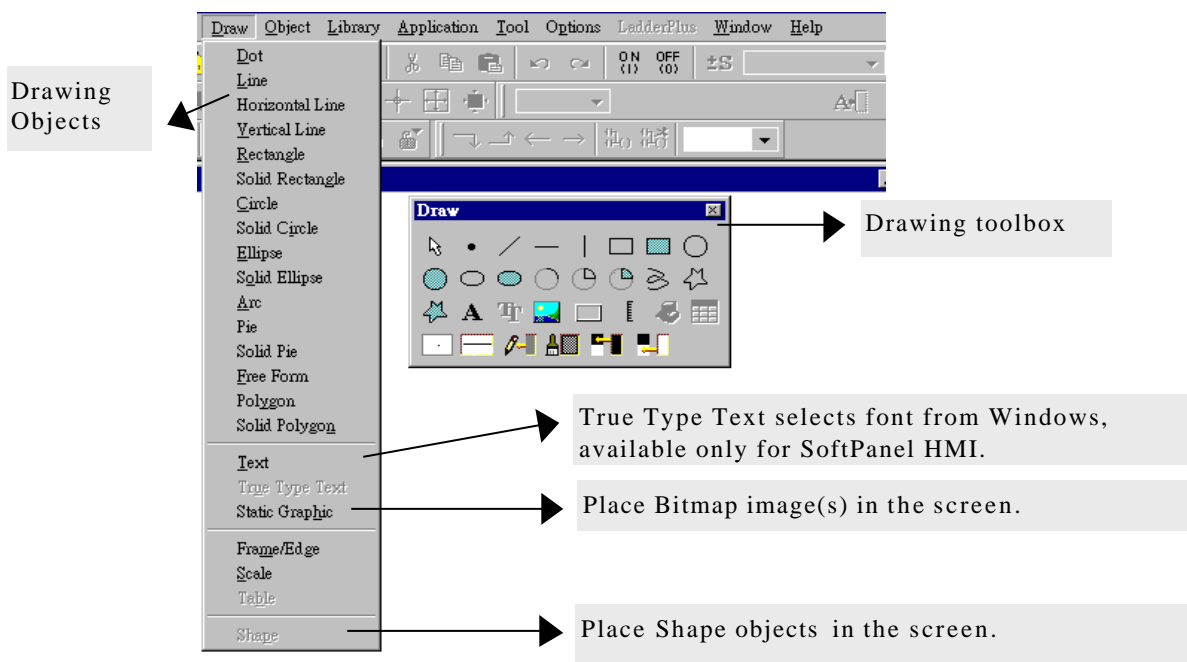 Draw Object Library Application Tool Options LadderPlus Window Help
ON (1) OFF (0) ±S
A
Drawing
Objects
Dot
Line
Horizontal Line
Vertical Line
Rectangle
Solid Rectangle
Circle
Solid Circle
Ellipse
Solid Ellipse
Arc
Pie
Solid Pie
Free Form
Polygon
Solid Polygon
Text
True Type Text
Static Graphic
Frame/Edge
Scale
Table
Shape
Draw
A TT
Drawing toolbox
True Type Text selects font from Windows,
available only for SoftPanel HMI.
Place Bitmap image(s) in the screen.
Place Shape objects in the screen.